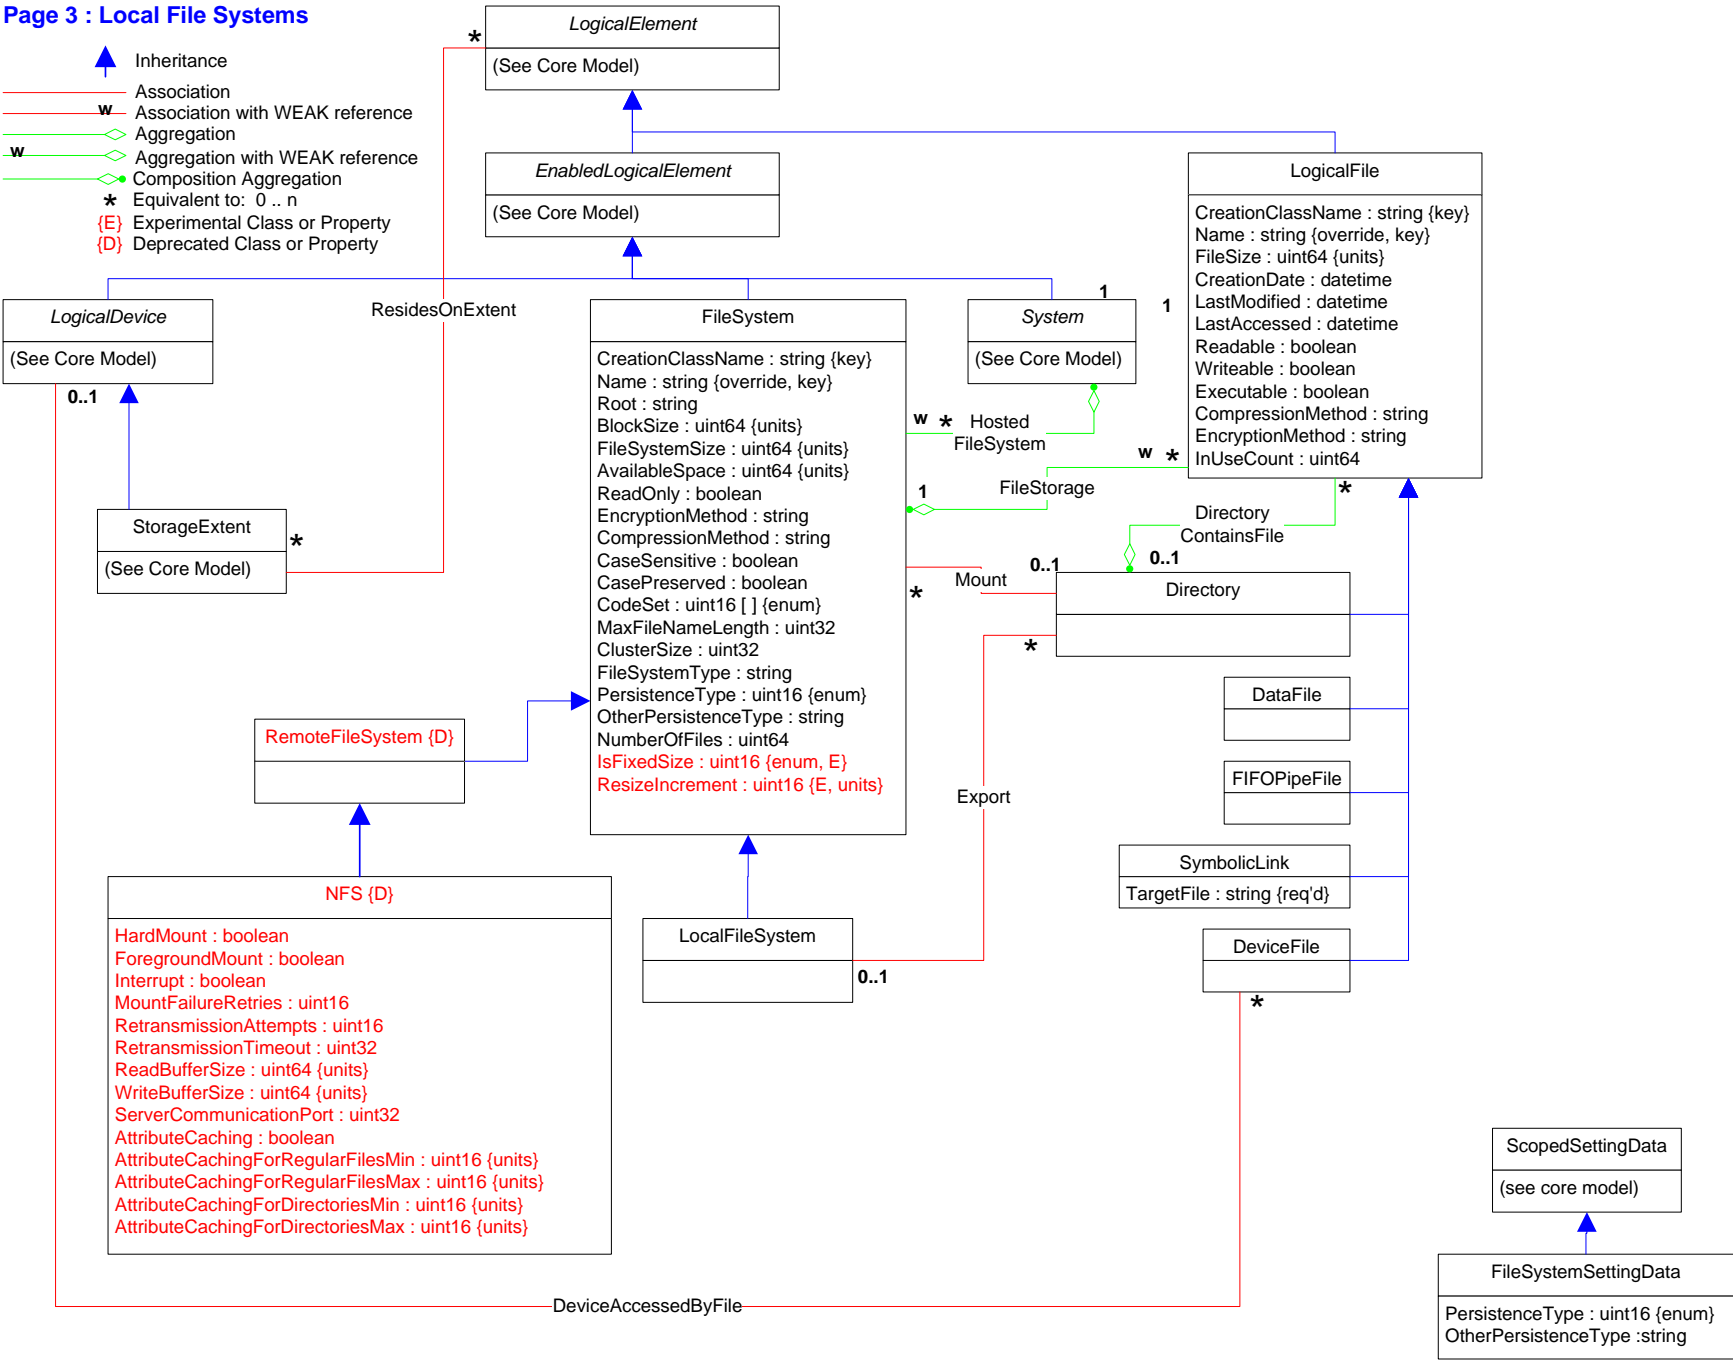 Page 3 : Local File Systems
Inheritance
Association
w Association with WEAK reference
Aggregation
w Aggregation with WEAK reference
Composition Aggregation
* Equivalent to: 0 .. n
{E} Experimental Class or Property
{D} Deprecated Class or Property
*
LogicalElement
(See Core Model)
EnabledLogicalElement
(See Core Model)
LogicalFile
CreationClassName : string {key}
Name : string {override, key}
FileSize : uint64 {units}
CreationDate : datetime
LastModified : datetime
LastAccessed : datetime
Readable : boolean
Writeable : boolean
Executable : boolean
CompressionMethod : string
EncryptionMethod : string
InUseCount : uint64
1
1
LogicalDevice
(See Core Model)
0..1
ResidesOnExtent
FileSystem
CreationClassName : string {key}
Name : string {override, key}
Root : string
BlockSize : uint64 {units}
FileSystemSize : uint64 {units}
AvailableSpace : uint64 {units}
ReadOnly : boolean
EncryptionMethod : string
CompressionMethod : string
CaseSensitive : boolean
CasePreserved : boolean
CodeSet : uint16 [ ] {enum}
MaxFileNameLength : uint32
ClusterSize : uint32
FileSystemType : string
PersistenceType : uint16 {enum}
OtherPersistenceType : string
NumberOfFiles : uint64
IsFixedSize : uint16 {enum, E}
ResizeIncrement : uint16 {E, units}
System
(See Core Model)
w * Hosted
FileSystem
w *
1
FileStorage
*
Directory
ContainsFile
0..1
0..1
Mount
*
StorageExtent
(See Core Model)
*
Directory
*
DataFile
FIFOPipeFile
SymbolicLink
TargetFile : string {req'd}
DeviceFile
*
Export
RemoteFileSystem {D}
NFS {D}
HardMount : boolean
ForegroundMount : boolean
Interrupt : boolean
MountFailureRetries : uint16
RetransmissionAttempts : uint16
RetransmissionTimeout : uint32
ReadBufferSize : uint64 {units}
WriteBufferSize : uint64 {units}
ServerCommunicationPort : uint32
AttributeCaching : boolean
AttributeCachingForRegularFilesMin : uint16 {units}
AttributeCachingForRegularFilesMax : uint16 {units}
AttributeCachingForDirectoriesMin : uint16 {units}
AttributeCachingForDirectoriesMax : uint16 {units}
LocalFileSystem
0..1
DeviceAccessedByFile
ScopedSettingData
(see core model)
FileSystemSettingData
PersistenceType : uint16 {enum}
OtherPersistenceType :string